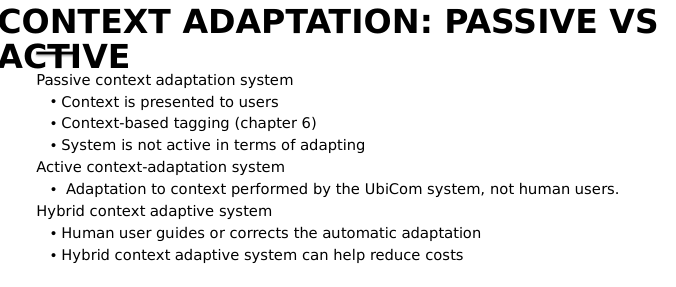 CONTEXT ADAPTATION: PASSIVE VS
ACTIVE
Passive context adaptation system
• Context is presented to users
• Context-based tagging (chapter 6)
• System is not active in terms of adapting
Active context-adaptation system
• Adaptation to context performed by the UbiCom system, not human users.
Hybrid context adaptive system
• Human user guides or corrects the automatic adaptation
• Hybrid context adaptive system can help reduce costs